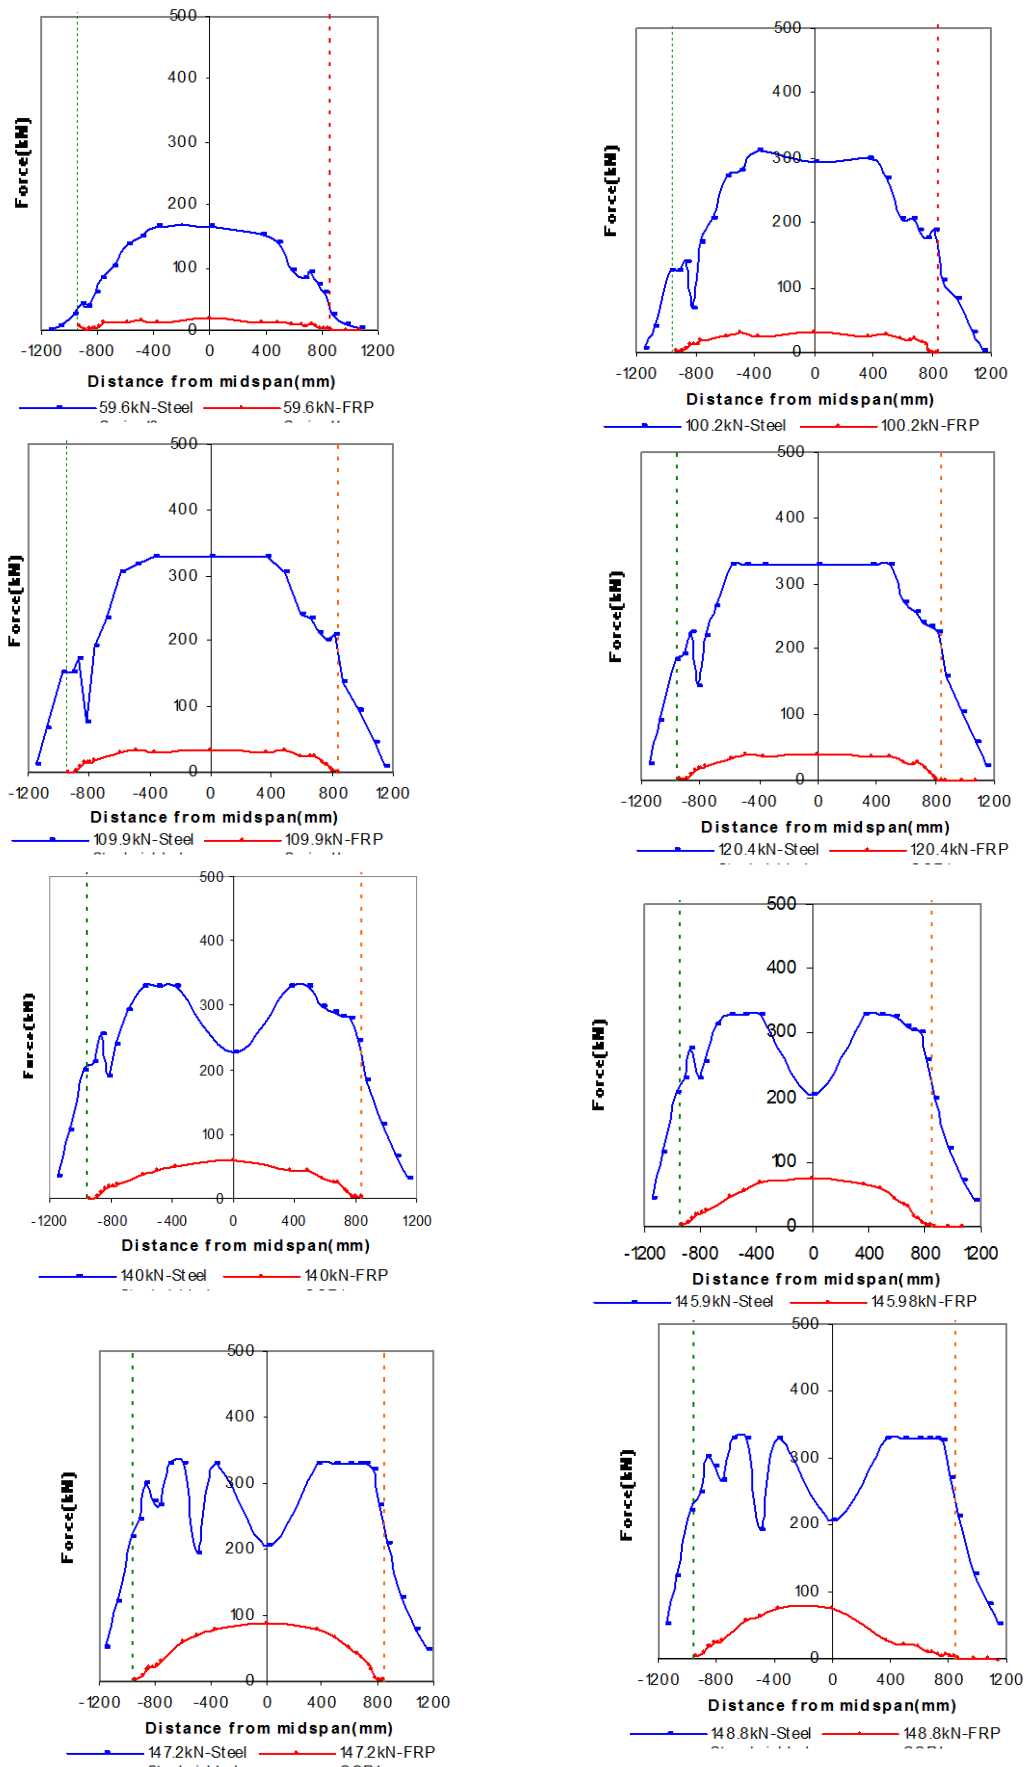 500
400
300
200
100
0
-1200 -800 -400 0 400 800 1200
Force(kN)
Distance from midspan(mm)
59.6kN-Steel 59.6kN-FRP
500
400
300
200
100
0
-1200 -800 -400 0 400 800 1200
Force(kN)
Distance from midspan(mm)
100.2kN-Steel 100.2kN-FRP
500
400
300
200
100
0
-1200 -800 -400 0 400 800 1200
Force(kN)
Distance from midspan(mm)
109.9kN-Steel 109.9kN-FRP
500
400
300
200
100
0
-1200 -800 -400 0 400 800 1200
Force(kN)
Distance from midspan(mm)
120.4kN-Steel 120.4kN-FRP
500
400
300
200
100
0
-1200 -800 -400 0 400 800 1200
Force(kN)
Distance from midspan(mm)
140kN-Steel 140kN-FRP
500
400
300
200
100
0
-1200 -800 -400 0 400 800 1200
Force(kN)
Distance from midspan(mm)
145.9kN-Steel 145.98kN-FRP
500
400
300
200
100
0
-1200 -800 -400 0 400 800 1200
Force(kN)
Distance from midspan(mm)
147.2kN-Steel 147.2kN-FRP
500
400
300
200
100
0
-1200 -800 -400 0 400 800 1200
Force(kN)
Distance from midspan(mm)
148.8kN-Steel 148.8kN-FRP